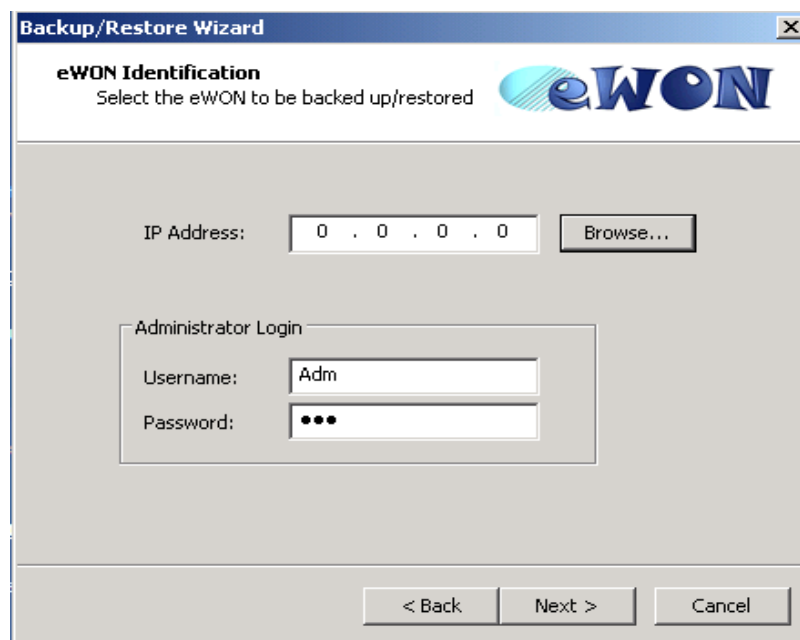 Backup/Restore Wizard
eWON Identification
Select the eWON to be backed up/restored
eWON
IP Address: 0 . 0 . 0 . 0 Browse...
Administrator Login
Username: Adm
Password: ●●●
< Back Next > Cancel